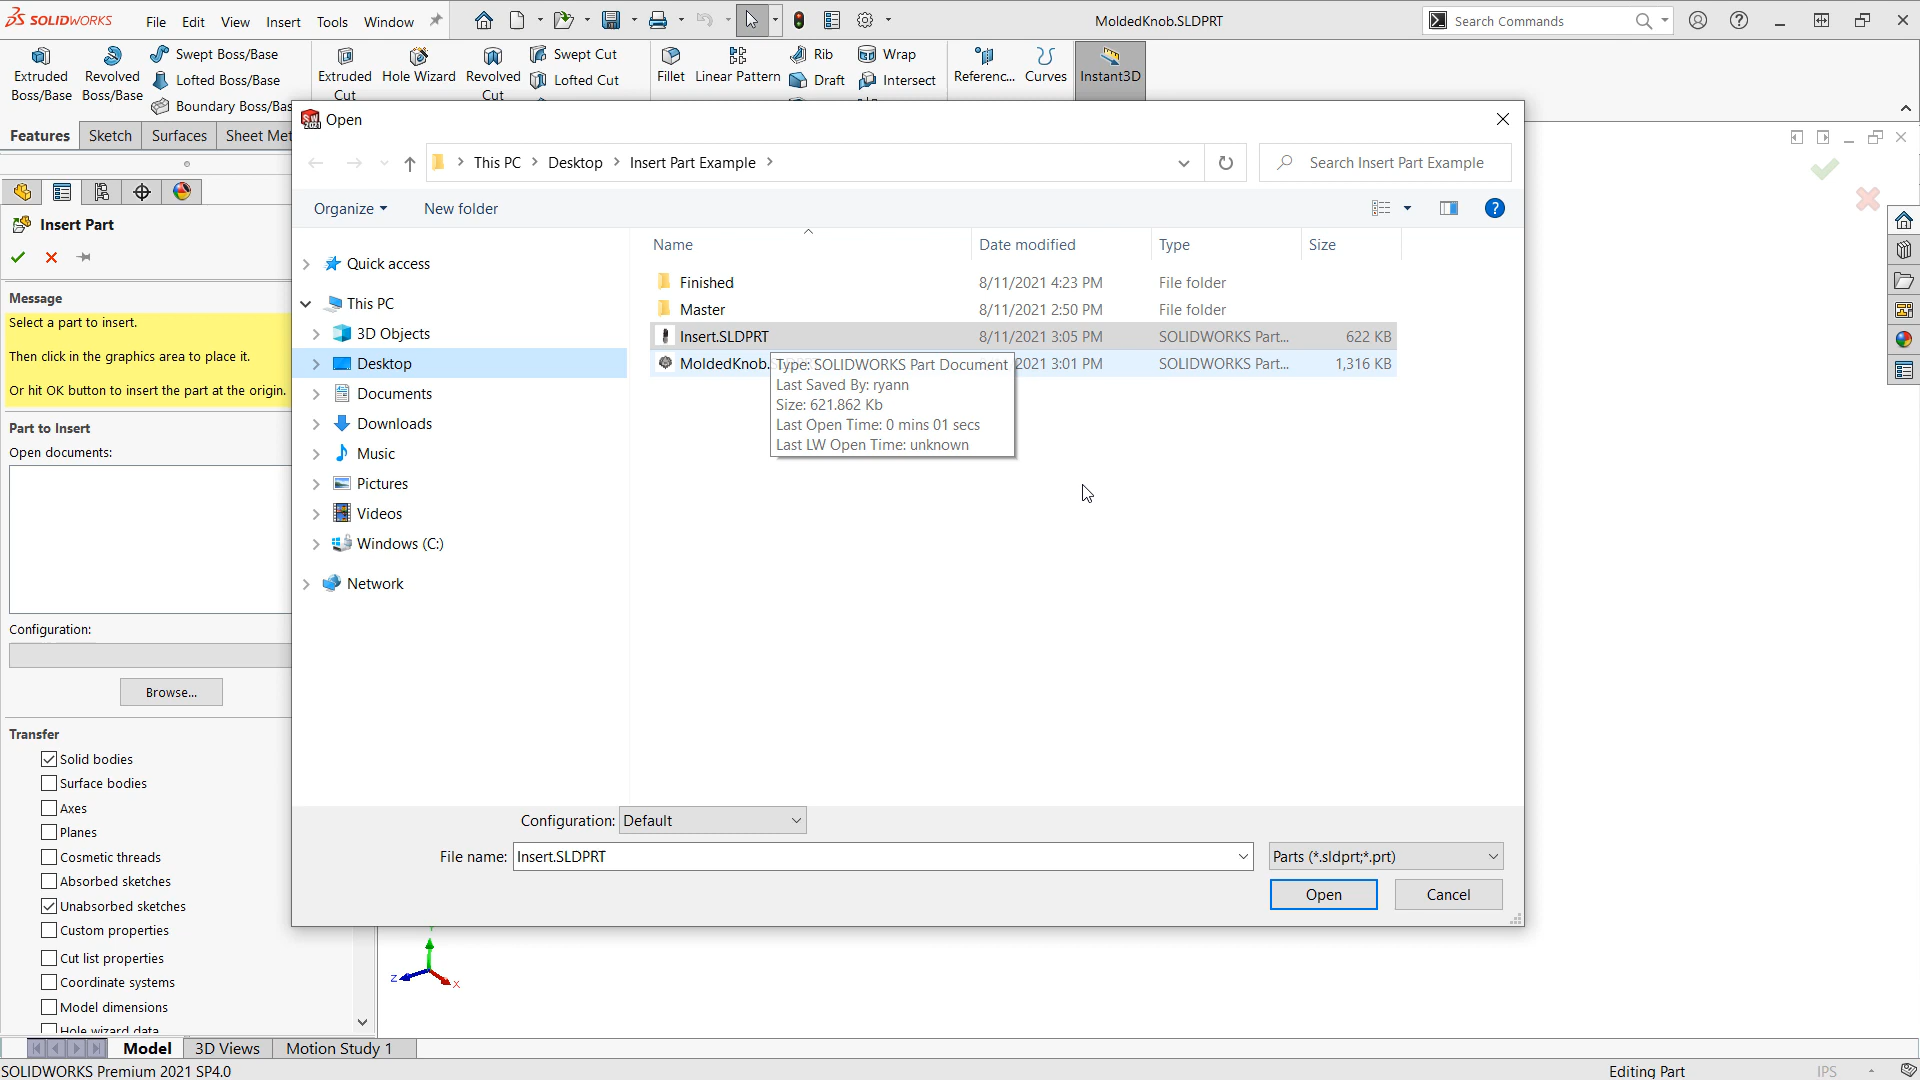 SOLIDWORKS File Edit View Insert Tools Window MoldedKnob.SLDPRT Search Commands
Extruded Boss/Base
Revolved Boss/Base
Swept Boss/Base
Lofted Boss/Base
Boundary Boss/Bas
Extruded Cut
Hole Wizard
Revolved Cut
Swept Cut
Lofted Cut
Fillet
Linear Pattern
Rib
Draft
Wrap
Intersect
Referenc...
Curves
Instant3D
Features Sketch Surfaces Sheet Met
Insert Part
Message
Select a part to insert.
Then click in the graphics area to place it.
Or hit OK button to insert the part at the origin.
Part to Insert
Open documents:
Configuration:
Browse...
Transfer
Solid bodies
Surface bodies
Axes
Planes
Cosmetic threads
Absorbed sketches
Unabsorbed sketches
Custom properties
Cut list properties
Coordinate systems
Model dimensions
Hole wizard data
Open
This PC Desktop Insert Part Example
Search Insert Part Example
Organize New folder
Quick access
This PC
3D Objects
Desktop
Documents
Downloads
Music
Pictures
Videos
Windows (C:)
Network
Name Date modified Type Size
Finished 8/11/2021 4:23 PM File folder
Master 8/11/2021 2:50 PM File folder
Insert.SLDPRT 8/11/2021 3:05 PM SOLIDWORKS Part... 622 KB
MoldedKnob. 2021 3:01 PM SOLIDWORKS Part... 1,316 KB
Type: SOLIDWORKS Part Document
Last Saved By: ryann
Size: 621.862 Kb
Last Open Time: 0 mins 01 secs
Last LW Open Time: unknown
Configuration: Default
File name: Insert.SLDPRT Parts (*.sldprt;*.prt)
Open Cancel
Z X
Model 3D Views Motion Study 1
SOLIDWORKS Premium 2021 SP4.0 Editing Part IPS